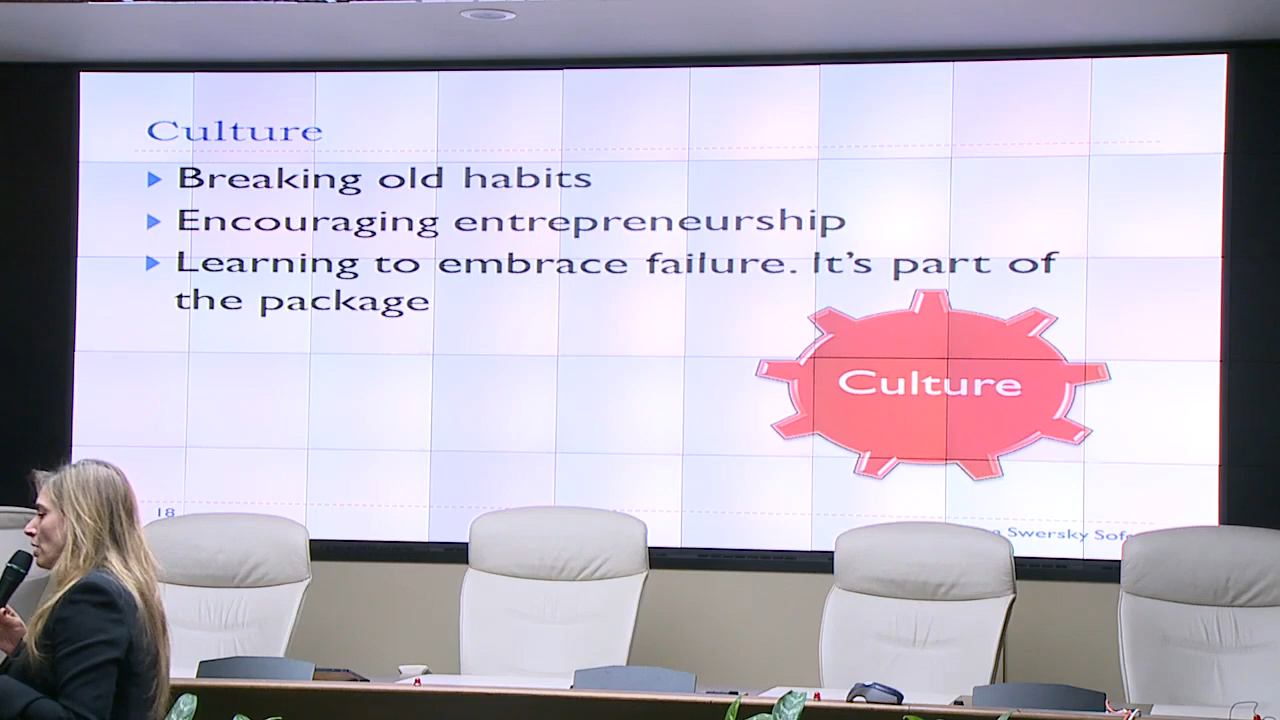 Culture
Breaking old habits
Encouraging entrepreneurship
Learning to embrace failure. It's part of
the package
Culture
18
Swersky